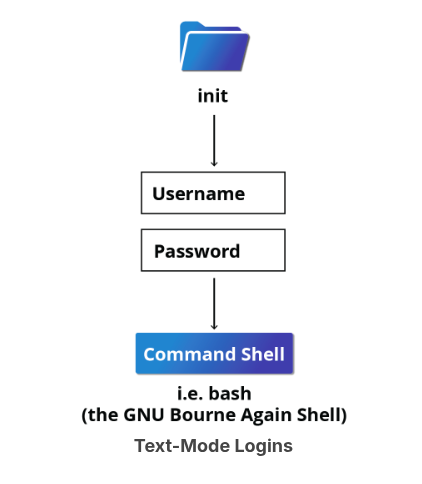 init
Username
Password
Command Shell
i.e. bash
(the GNU Bourne Again Shell)
Text-Mode Logins